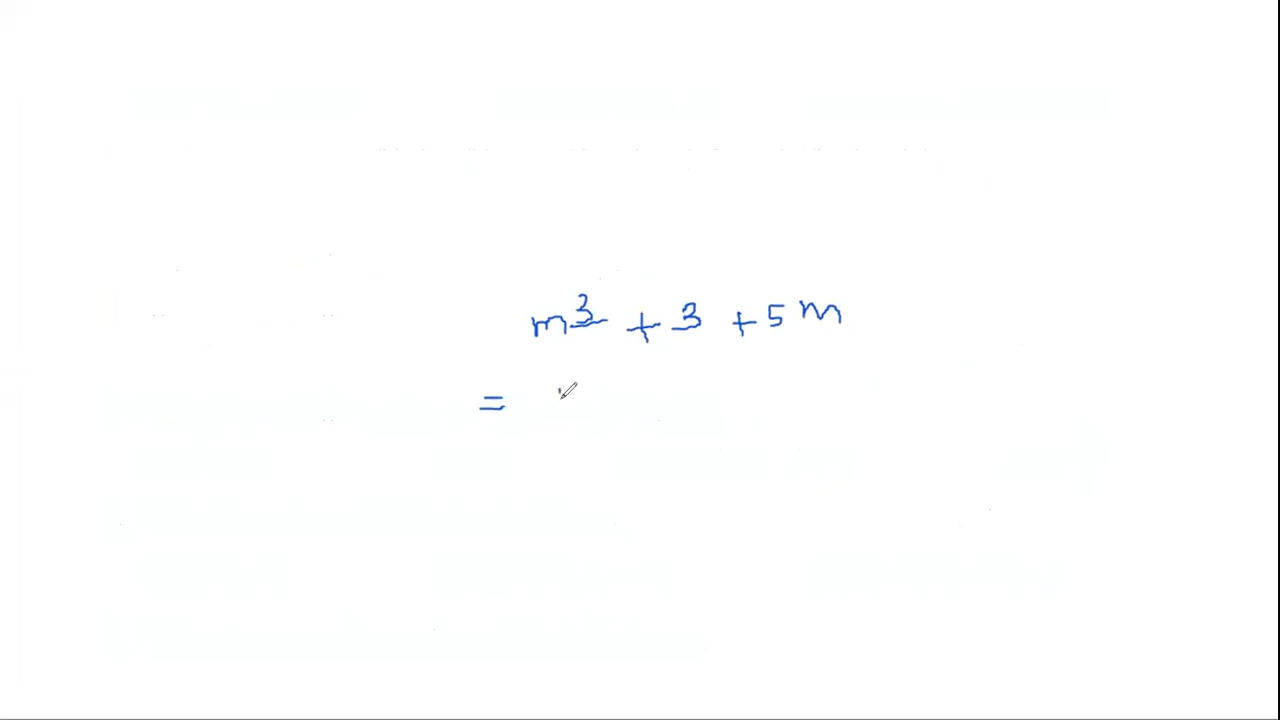 m³ + 3 + 5m
=